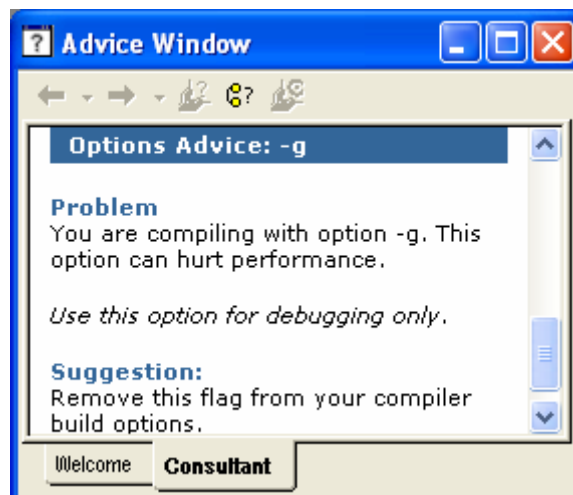 Advice Window
Options Advice: -g
Problem
You are compiling with option -g. This
option can hurt performance.
Use this option for debugging only.
Suggestion:
Remove this flag from your compiler
build options.
Welcome Consultant